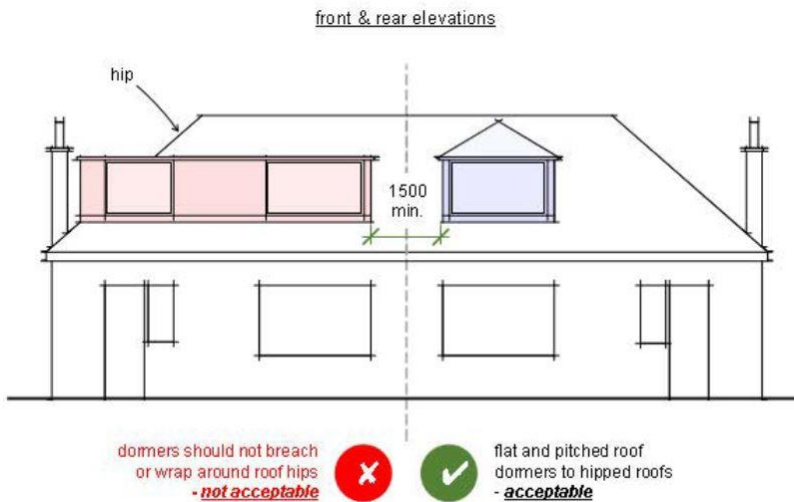 front & rear elevations
hip
1500
min.
dormers should not breach
or wrap around roof hips
- not acceptable
flat and pitched roof
dormers to hipped roofs
- acceptable